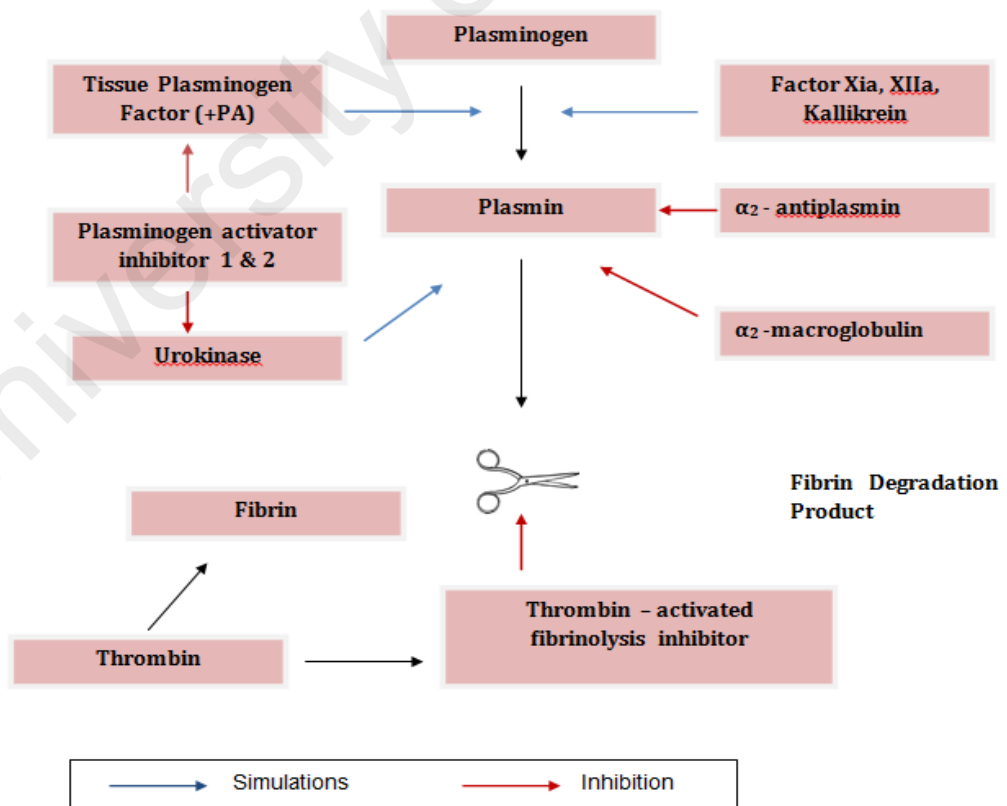 Plasminogen
Tissue Plasminogen
Factor (+PA)
Factor Xia, XIIa,
Kallikrein
Plasmin
α2 - antiplasmin
Plasminogen activator
inhibitor 1 & 2
α2 -macroglobulin
Urokinase
Fibrin Degradation
Product
Fibrin
Thrombin – activated
fibrinolysis inhibitor
Thrombin
Simulations
Inhibition
University